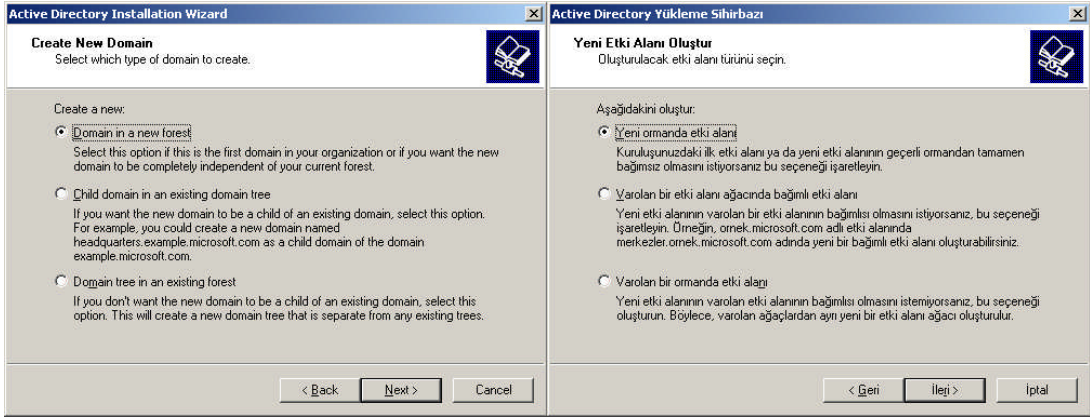 Active Directory Installation Wizard
Create New Domain
Select which type of domain to create.
Create a new:
Domain in a new forest
Select this option if this is the first domain in your organization or if you want the new
domain to be completely independent of your current forest.
Child domain in an existing domain tree
If you want the new domain to be a child of an existing domain, select this option.
For example, you could create a new domain named
headquarters.example.microsoft.com as a child domain of the domain
example.microsoft.com.
Domain tree in an existing forest
If you don't want the new domain to be a child of an existing domain, select this
option. This will create a new domain tree that is separate from any existing trees.
< Back
Next >
Cancel
Active Directory Yükleme Sihirbazı
Yeni Etki Alanı Oluştur
Oluşturulacak etki alanı türünü seçin.
Aşağıdakini oluştur:
Yeni ormanda etki alanı
Kuruluşunuzdaki ilk etki alanı ya da yeni etki alanının geçerli ormandan tamamen
bağımsız olmasını istiyorsanız bu seçeneği işaretleyin.
Varolan bir etki alanı ağacında bağımlı etki alanı
Yeni etki alanının varolan bir etki alanının bağımlısı olmasını istiyorsanız, bu seçeneği
işaretleyin. Örneğin, ornek.microsoft.com adlı etki alanında
merkezler.ornek.microsoft.com adında yeni bir bağımlı etki alanı oluşturabilirsiniz.
Varolan bir ormanda etki alanı
Yeni etki alanının varolan etki alanının bağımlısı olmasını istemiyorsanız, bu seçeneği
oluşturun. Böylece, varolan ağaçlardan ayrı yeni bir etki alanı ağacı oluşturulur.
< Geri
İleri >
İptal